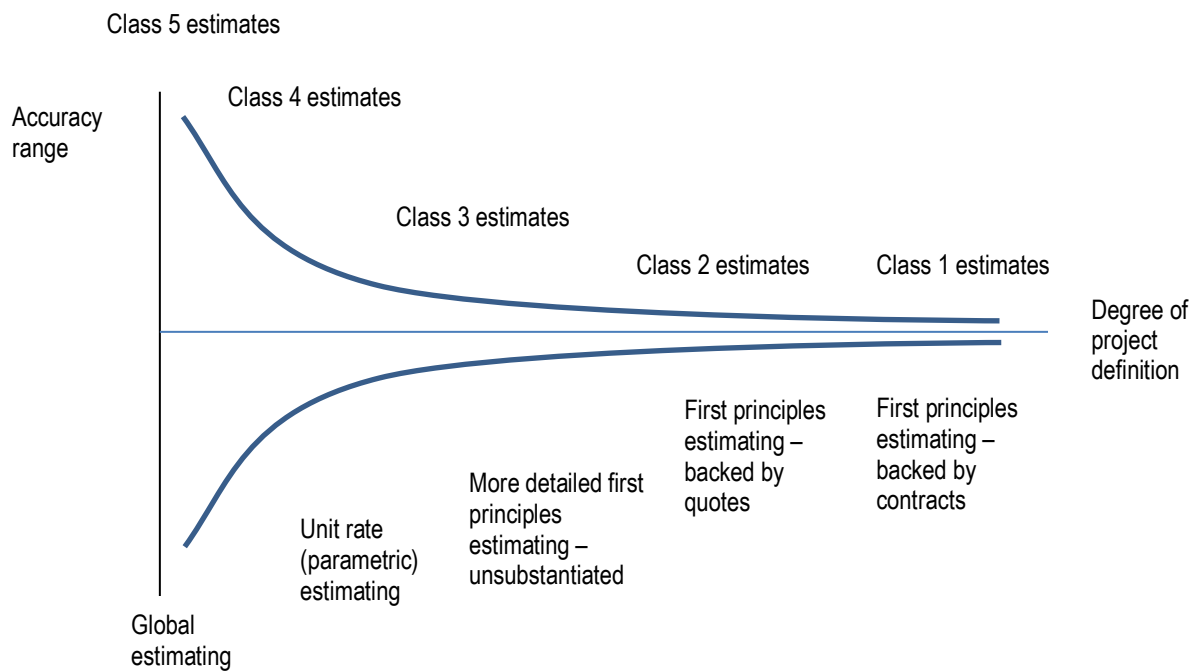 Class 5 estimates
Class 4 estimates
Accuracy
range
Class 3 estimates
Class 2 estimates
Class 1 estimates
Degree of
project
definition
First principles
estimating –
backed by
quotes
First principles
estimating –
backed by
contracts
More detailed first
principles
estimating –
unsubstantiated
Unit rate
(parametric)
estimating
Global
estimating